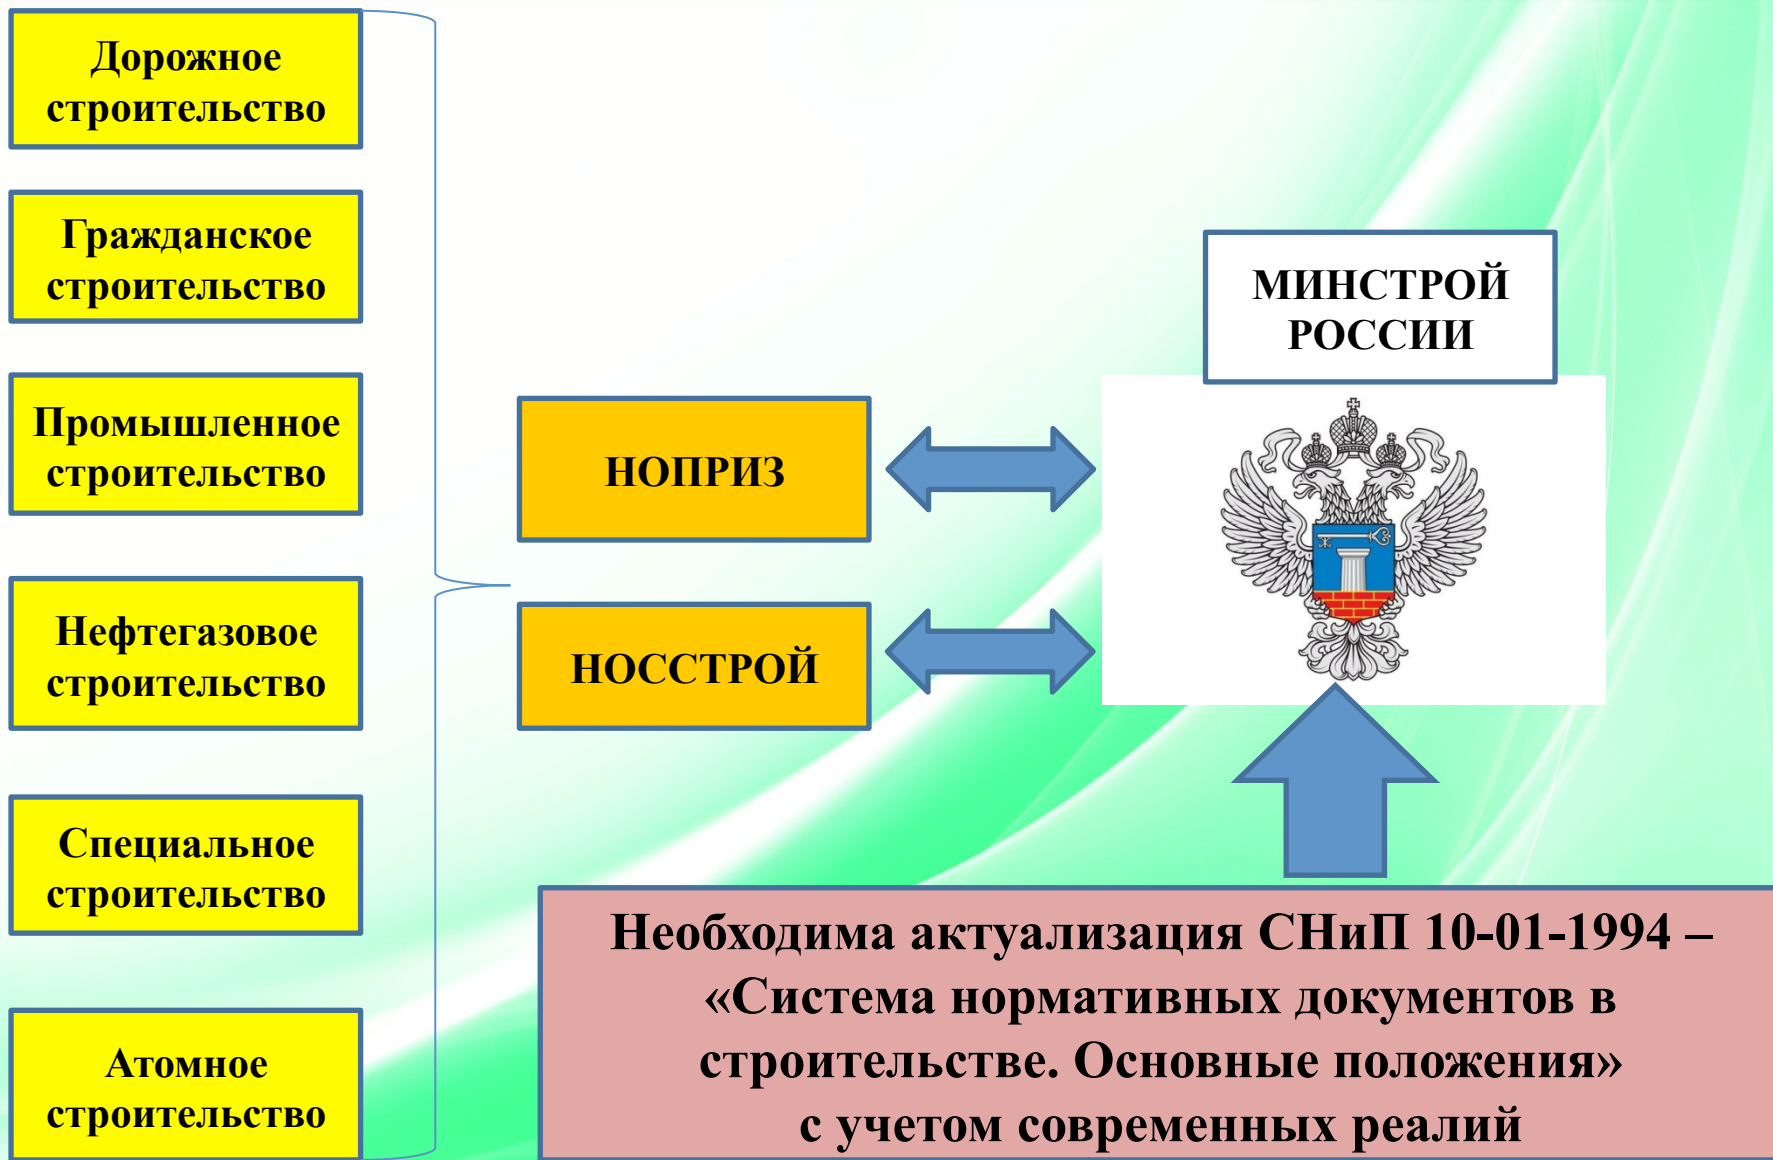 Дорожное
строительство
Гражданское
строительство
Промышленное
строительство
Нефтегазовое
строительство
Специальное
строительство
Атомное
строительство
НОПРИЗ
НОССТРОЙ
МИНСТРОЙ
РОССИИ
Необходима актуализация СНиП 10-01-1994 –
«Система нормативных документов в
строительстве. Основные положения»
с учетом современных реалий